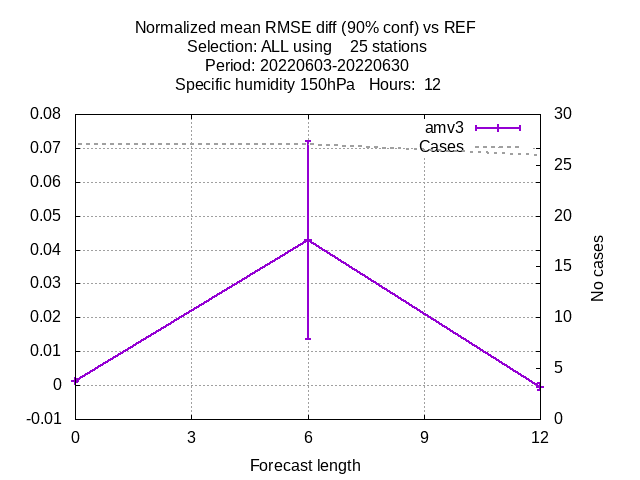 Normalized mean RMSE diff (90% conf) vs REF
Selection: ALL using    25 stations
Period: 20220603-20220630
Specific humidity 150hPa   Hours:  12
0.08
0.07
0.06
0.05
0.04
0.03
0.02
0.01
0
-0.01
amv3
Cases
30
25
20
15
10
5
0
No cases
0
3
6
9
12
Forecast length